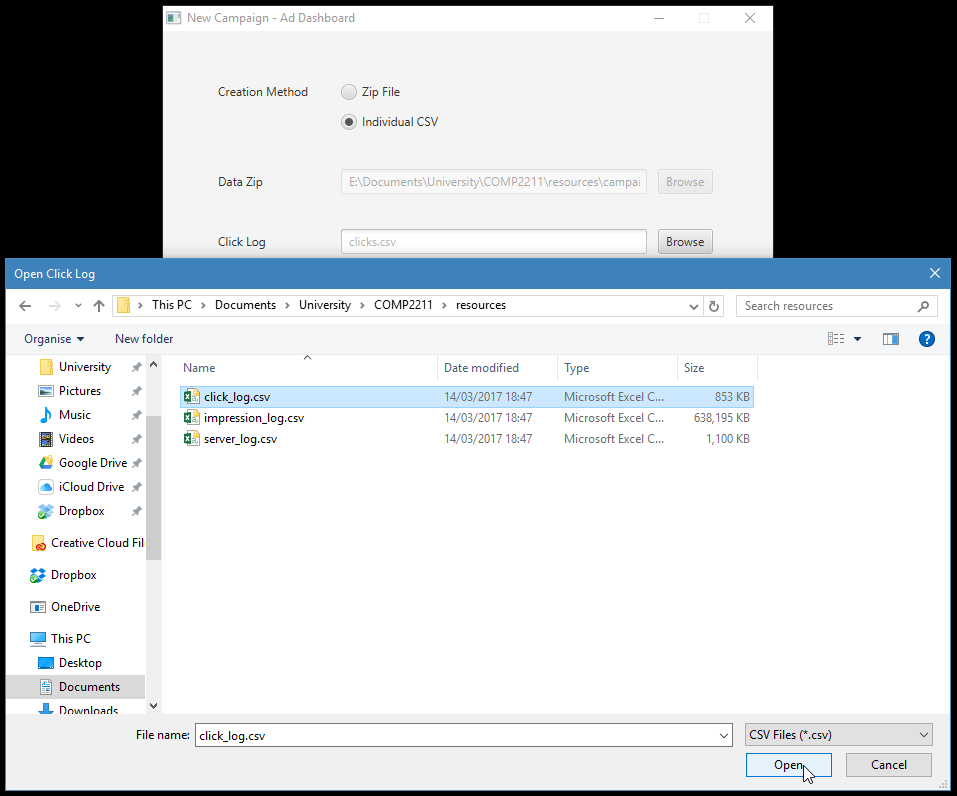 New Campaign - Ad Dashboard
Creation Method
Zip File
Individual CSV
Data Zip
E:\Documents\University\COMP2211\resources\campai
Browse
Click Log
clicks.csv
Browse
Open Click Log
This PC > Documents > University > COMP2211 > resources
Search resources
Organise
New folder
University
Pictures
Music
Videos
Google Drive
iCloud Drive
Dropbox
Creative Cloud Fil
Dropbox
OneDrive
This PC
Desktop
Documents
Downloads
Name Date modified Type Size
click_log.csv 14/03/2017 18:47 Microsoft Excel C... 853 KB
impression_log.csv 14/03/2017 18:47 Microsoft Excel C... 638,195 KB
server_log.csv 14/03/2017 18:47 Microsoft Excel C... 1,100 KB
File name: click_log.csv
CSV Files (*.csv)
Open
Cancel